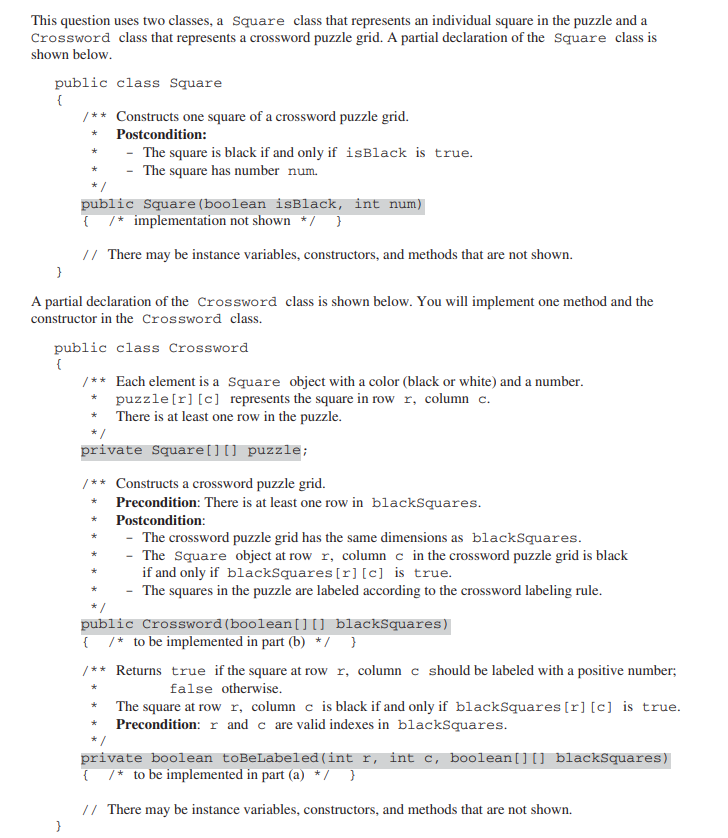 This question uses two classes, a Square class that represents an individual square in the puzzle and a
Crossword class that represents a crossword puzzle grid. A partial declaration of the Square class is
shown below.
public class Square
{
/** Constructs one square of a crossword puzzle grid.
* Postcondition:
* - The square is black if and only if isBlack is true.
* - The square has number num.
*/
public Square(boolean isBlack, int num)
{ /* implementation not shown */ }
// There may be instance variables, constructors, and methods that are not shown.
}
A partial declaration of the Crossword class is shown below. You will implement one method and the
constructor in the Crossword class.
public class Crossword
{
/** Each element is a Square object with a color (black or white) and a number.
* puzzle[r][c] represents the square in row r, column c.
* There is at least one row in the puzzle.
*/
private Square[][] puzzle;
/** Constructs a crossword puzzle grid.
* Precondition: There is at least one row in blackSquares.
* Postcondition:
* - The crossword puzzle grid has the same dimensions as blackSquares.
* - The Square object at row r, column c in the crossword puzzle grid is black
* if and only if blackSquares[r][c] is true.
* - The squares in the puzzle are labeled according to the crossword labeling rule.
*/
public Crossword(boolean[][] blackSquares)
{ /* to be implemented in part (b) */ }
/** Returns true if the square at row r, column c should be labeled with a positive number;
* false otherwise.
* The square at row r, column c is black if and only if blackSquares[r][c] is true.
* Precondition: r and c are valid indexes in blackSquares.
*/
private boolean toBeLabeled(int r, int c, boolean[][] blackSquares)
{ /* to be implemented in part (a) */ }
// There may be instance variables, constructors, and methods that are not shown.
}